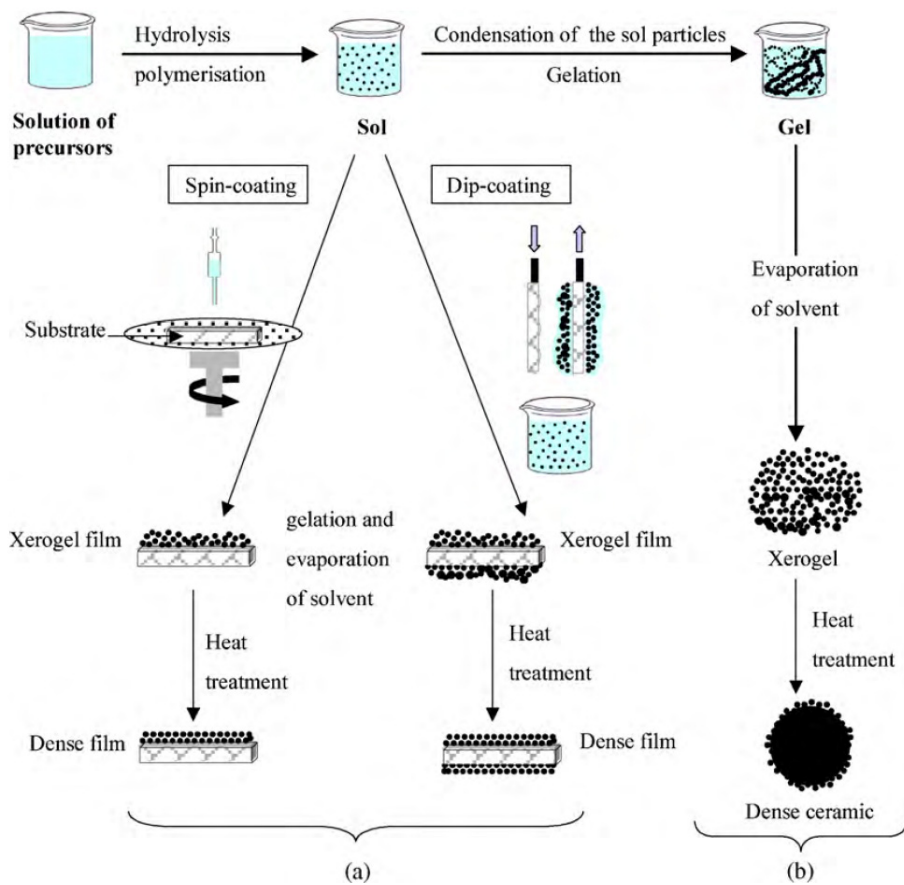 Hydrolysis
polymerisation
Condensation of the sol particles
Gelation
Solution of
precursors
Sol
Gel
Spin-coating
Dip-coating
Substrate
Evaporation
of solvent
Xerogel film
gelation and
evaporation
of solvent
Xerogel film
Xerogel
Heat
treatment
Heat
treatment
Heat
treatment
Dense film
Dense film
Dense ceramic
(a)
(b)